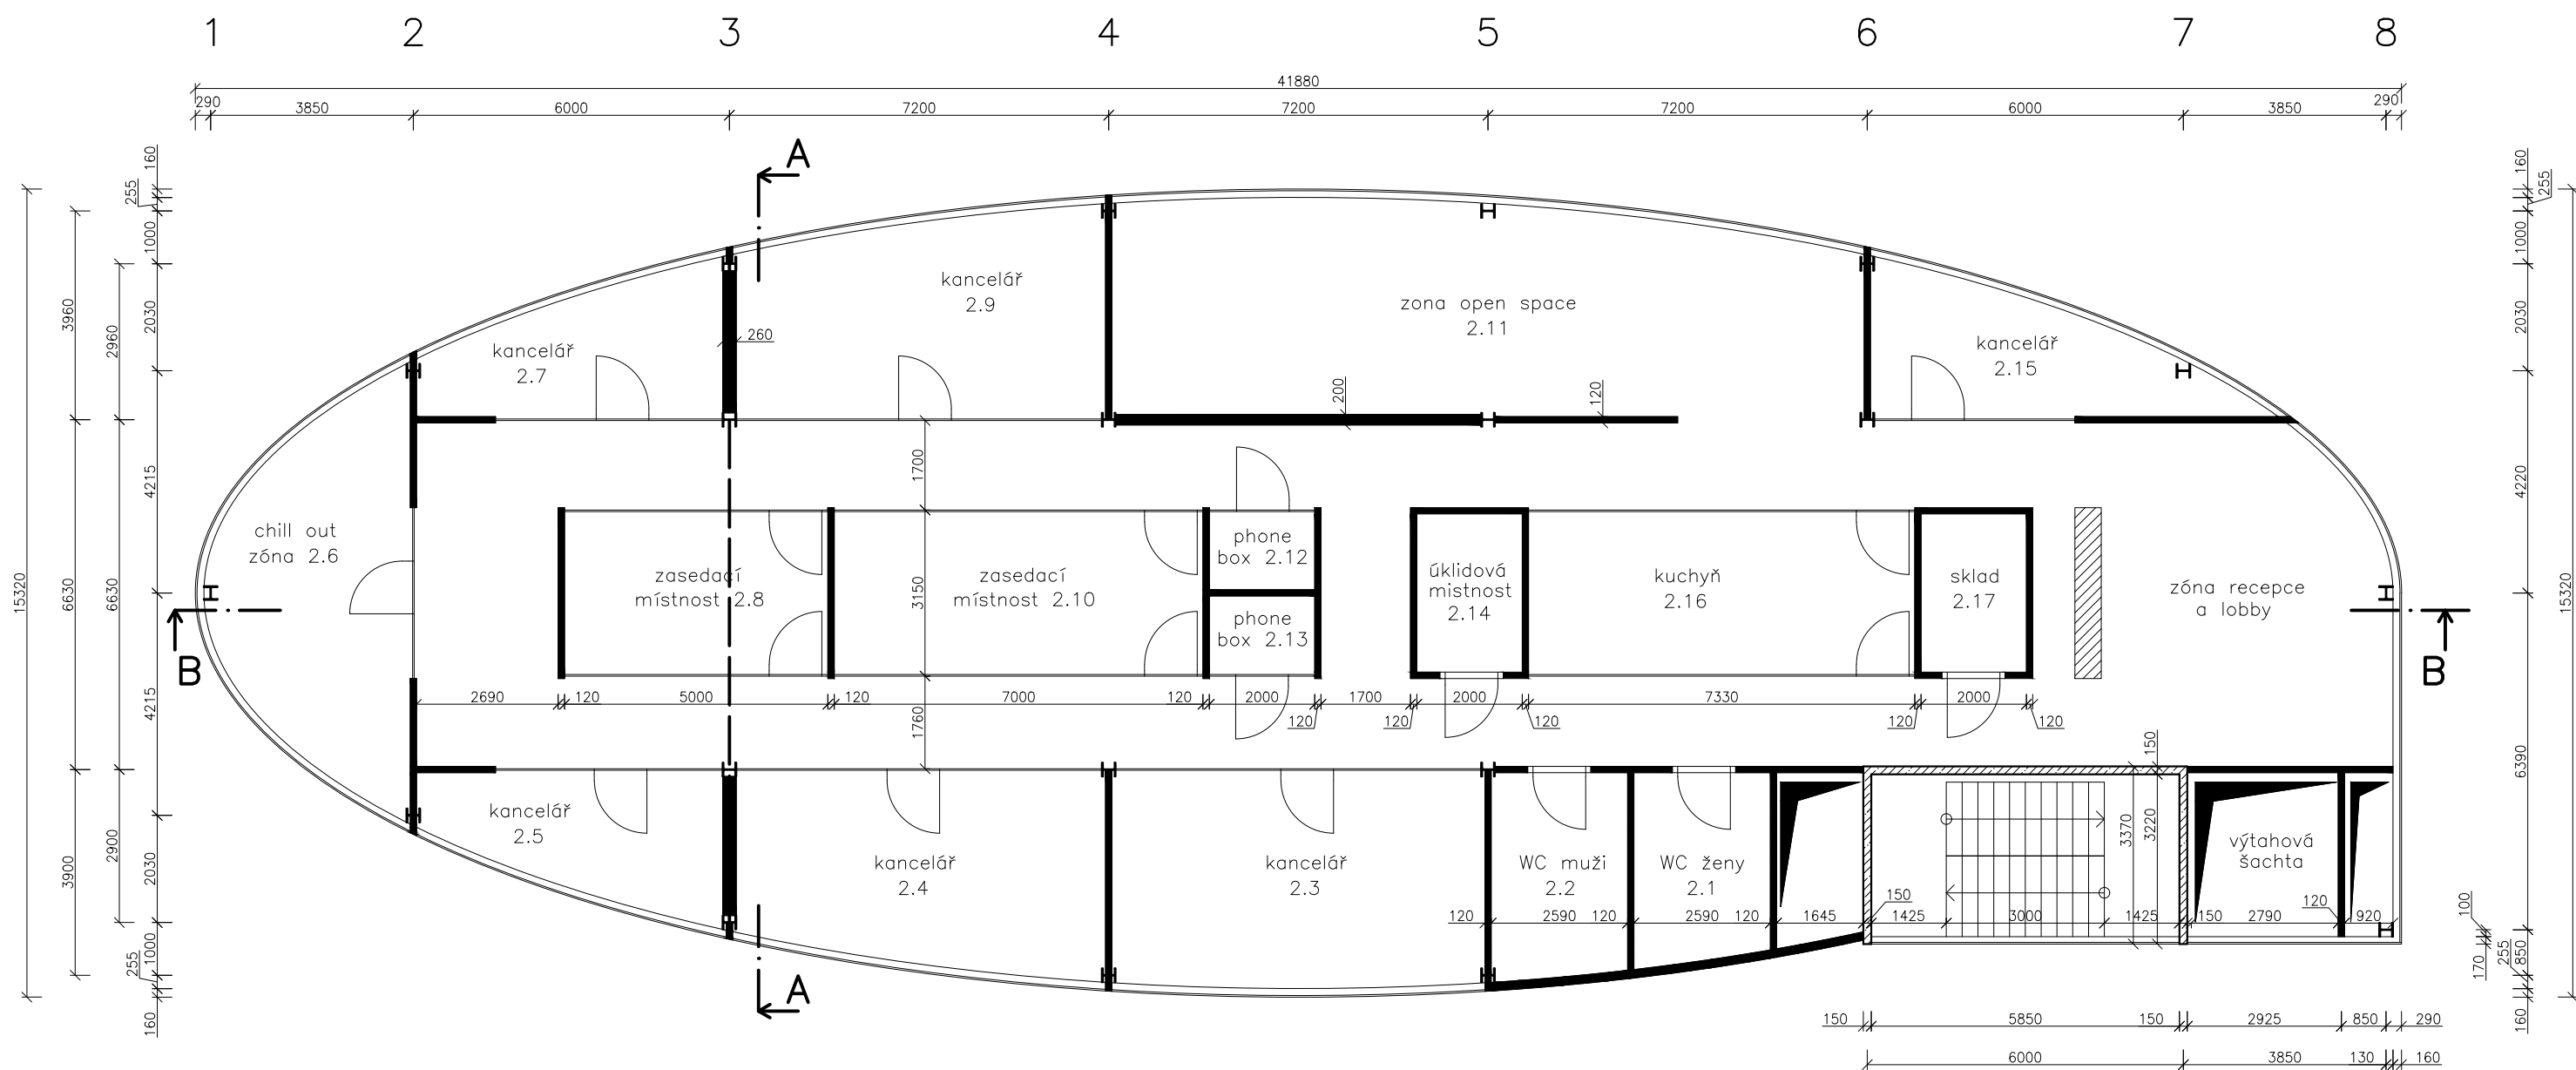 1 2 3 4 5 6 7 8
41880
290 3850 6000 7200 7200 7200 6000 3850 290
A
A
B
B
15320
3960
6630
3900
2960
6630
2900
160
255
1000
2030
4215
4215
2030
1000
255
160
160
255
1000
2030
4220
6390
100
850
255
170
160
15320
kancelář
2.7
260
kancelář
2.9
zona open space
2.11
200
120
kancelář
2.15
chill out
zóna 2.6
1700
3150
1760
zasedací
místnost 2.8
zasedací
místnost 2.10
phone
box 2.12
phone
box 2.13
úklidová
mistnost
2.14
kuchyň
2.16
sklad
2.17
zóna recepce
a lobby
2690 120 5000 120 7000 120 2000 1700 2000 7330 2000
120 120 120 120 120
kancelář
2.5
kancelář
2.4
kancelář
2.3
WC muži
2.2
WC ženy
2.1
150
3370
3220
výtahová
šachta
120 2590 120 2590 120 1645 150 1425 3000 1425 150 2790 120 920
150 5850 150 2925 850 290
6000 3850 130 160